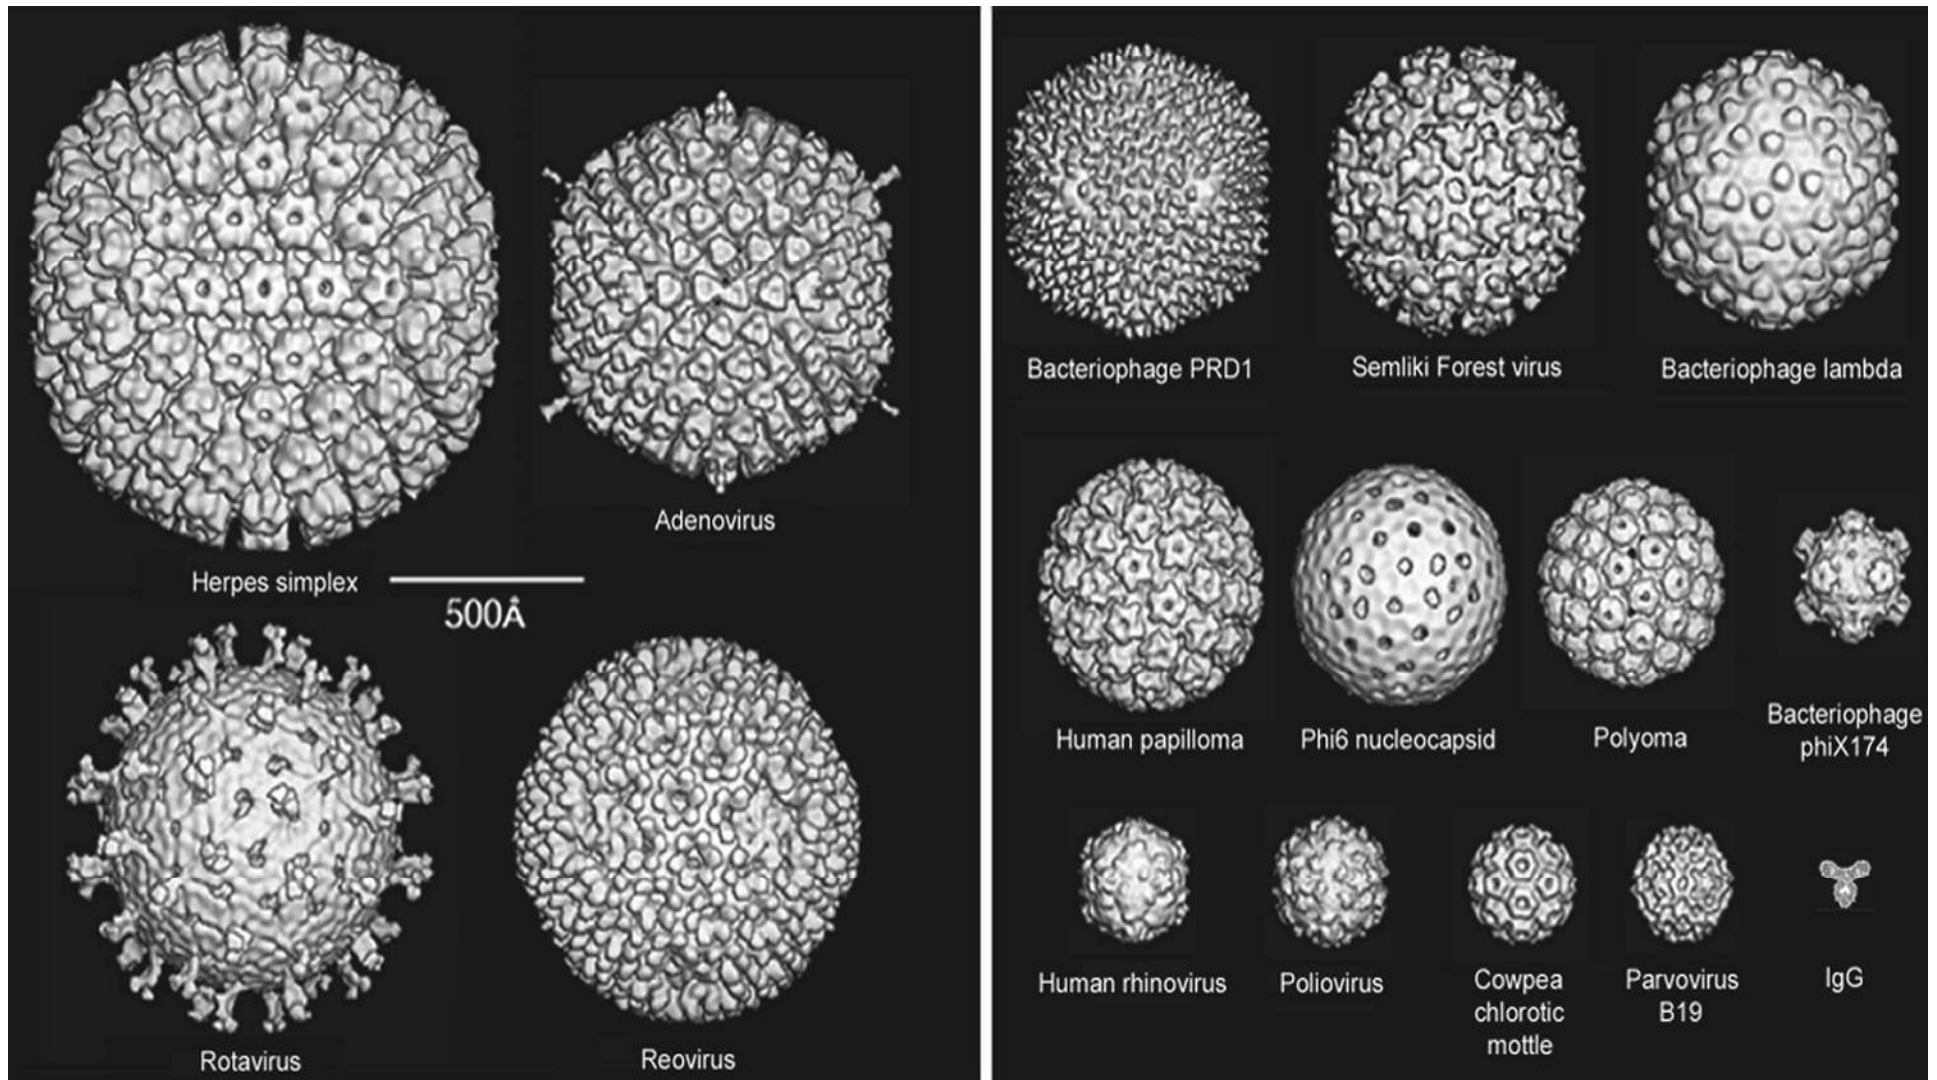 Herpes simplex
Adenovirus
500Å
Rotavirus
Reovirus
Bacteriophage PRD1
Semliki Forest virus
Bacteriophage lambda
Human papilloma
Phi6 nucleocapsid
Polyoma
Bacteriophage
phiX174
Human rhinovirus
Poliovirus
Cowpea
chlorotic
mottle
Parvovirus
B19
IgG